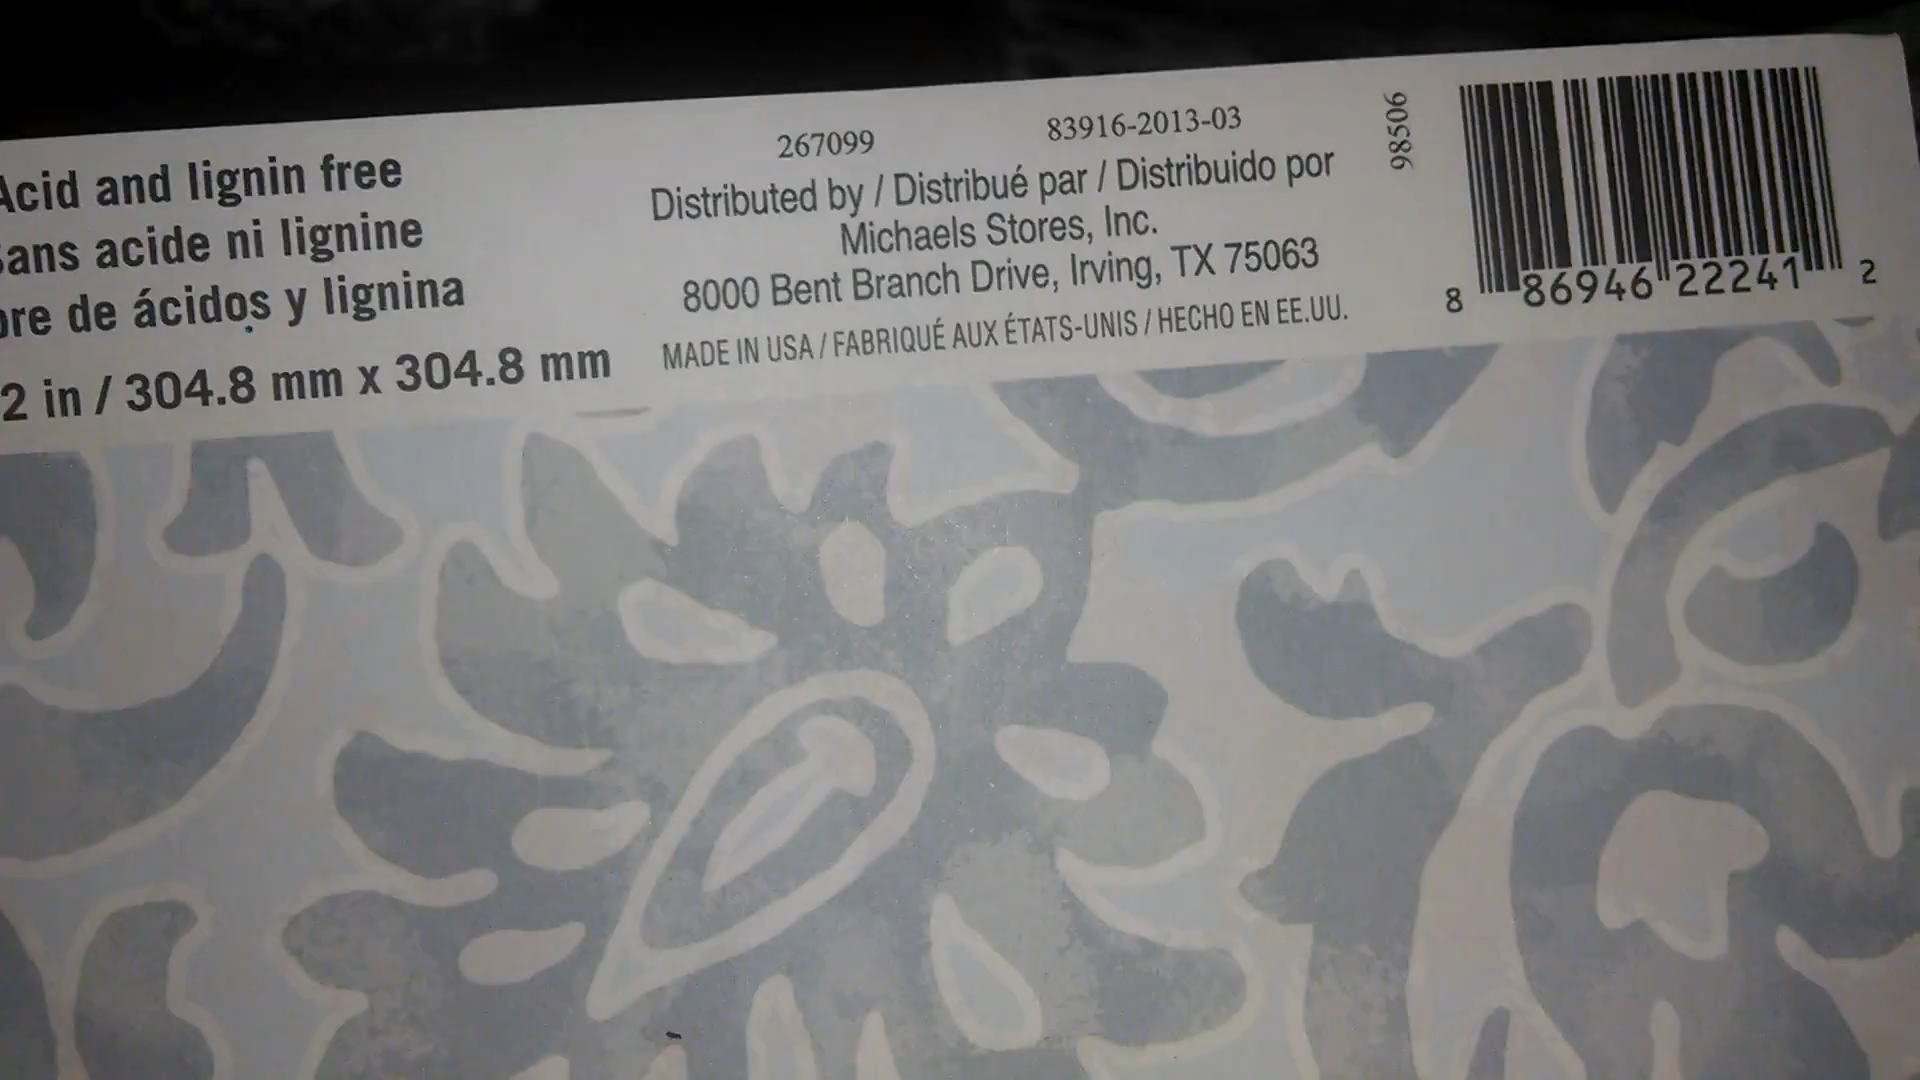 Acid and lignin free
sans acide ni lignine
bre de ácidos y lignina
2 in / 304.8 mm x 304.8 mm
267099
83916-2013-03
Distributed by / Distribué par / Distribuido por
Michaels Stores, Inc.
8000 Bent Branch Drive, Irving, TX 75063
MADE IN USA / FABRIQUÉ AUX ÉTATS-UNIS / HECHO EN EE.UU.
98506
8 86946 22241 2